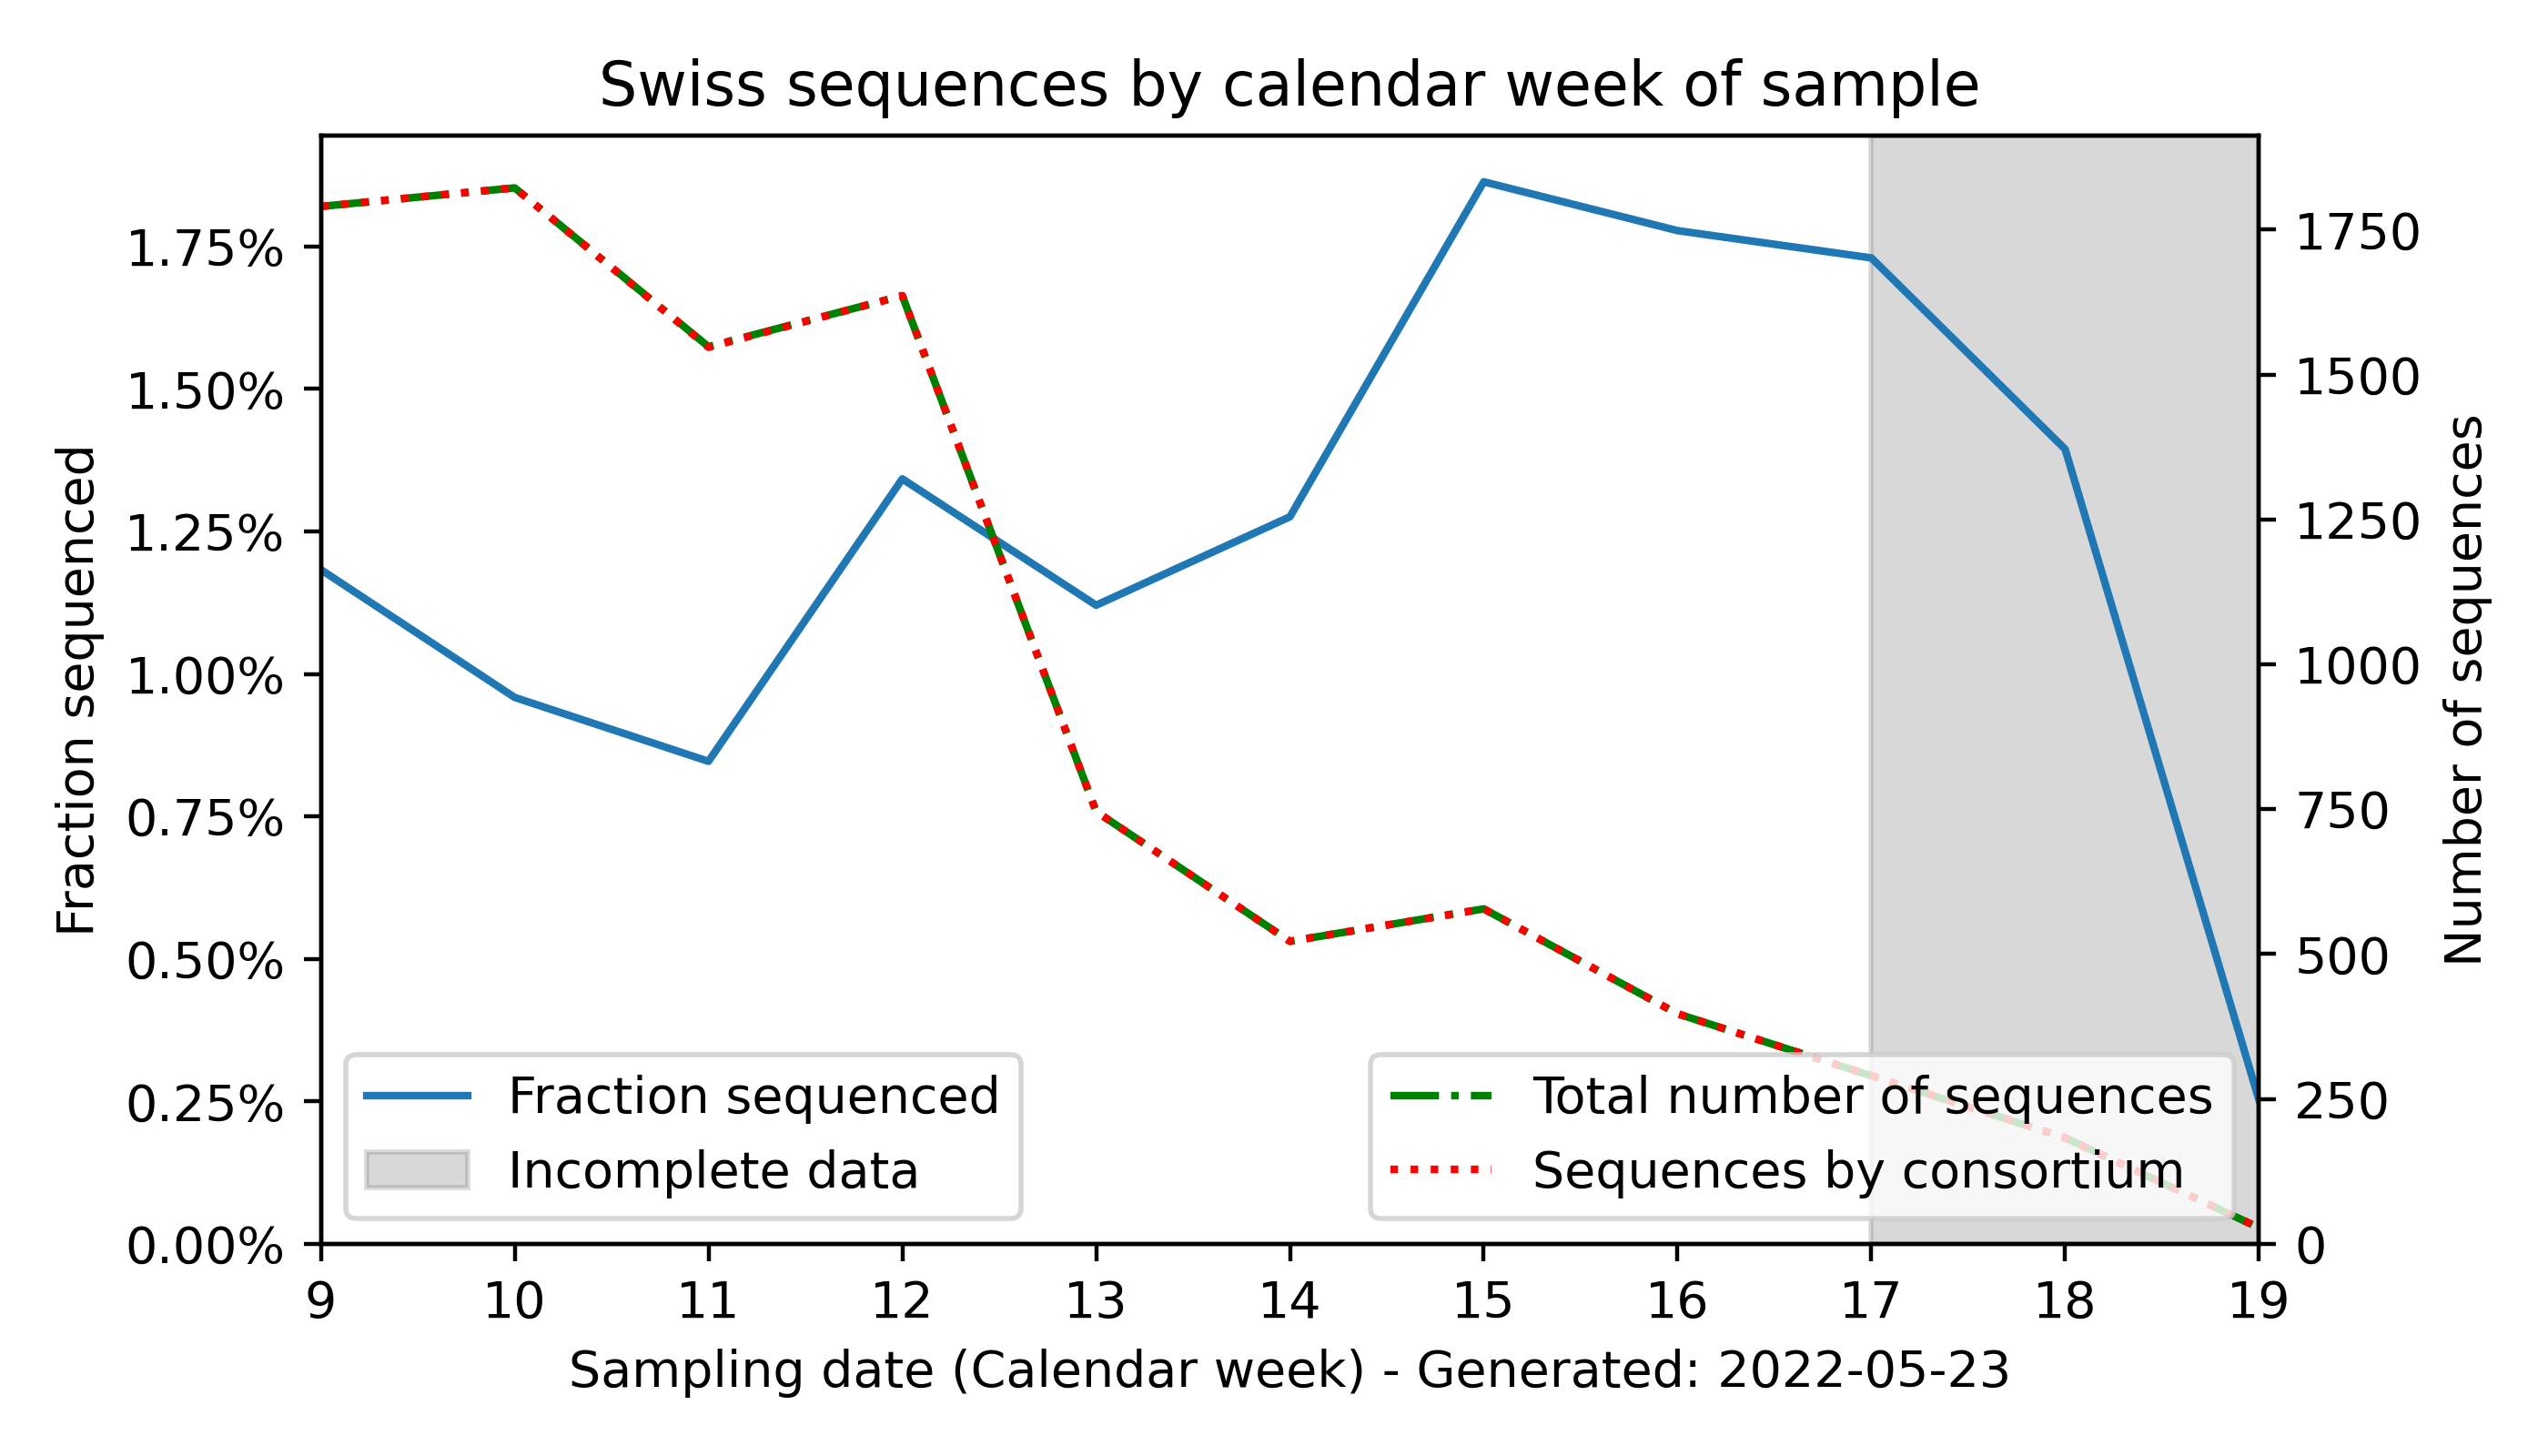 Swiss sequences by calendar week of sample
Fraction sequenced
1.75%
1.50%
1.25%
1.00%
0.75%
0.50%
0.25%
0.00%
1750
1500
1250
1000
750
500
250
0
Number of sequences
Fraction sequenced
Incomplete data
Total number of sequences
Sequences by consortium
9 10 11 12 13 14 15 16 17 18 19
Sampling date (Calendar week) - Generated: 2022-05-23